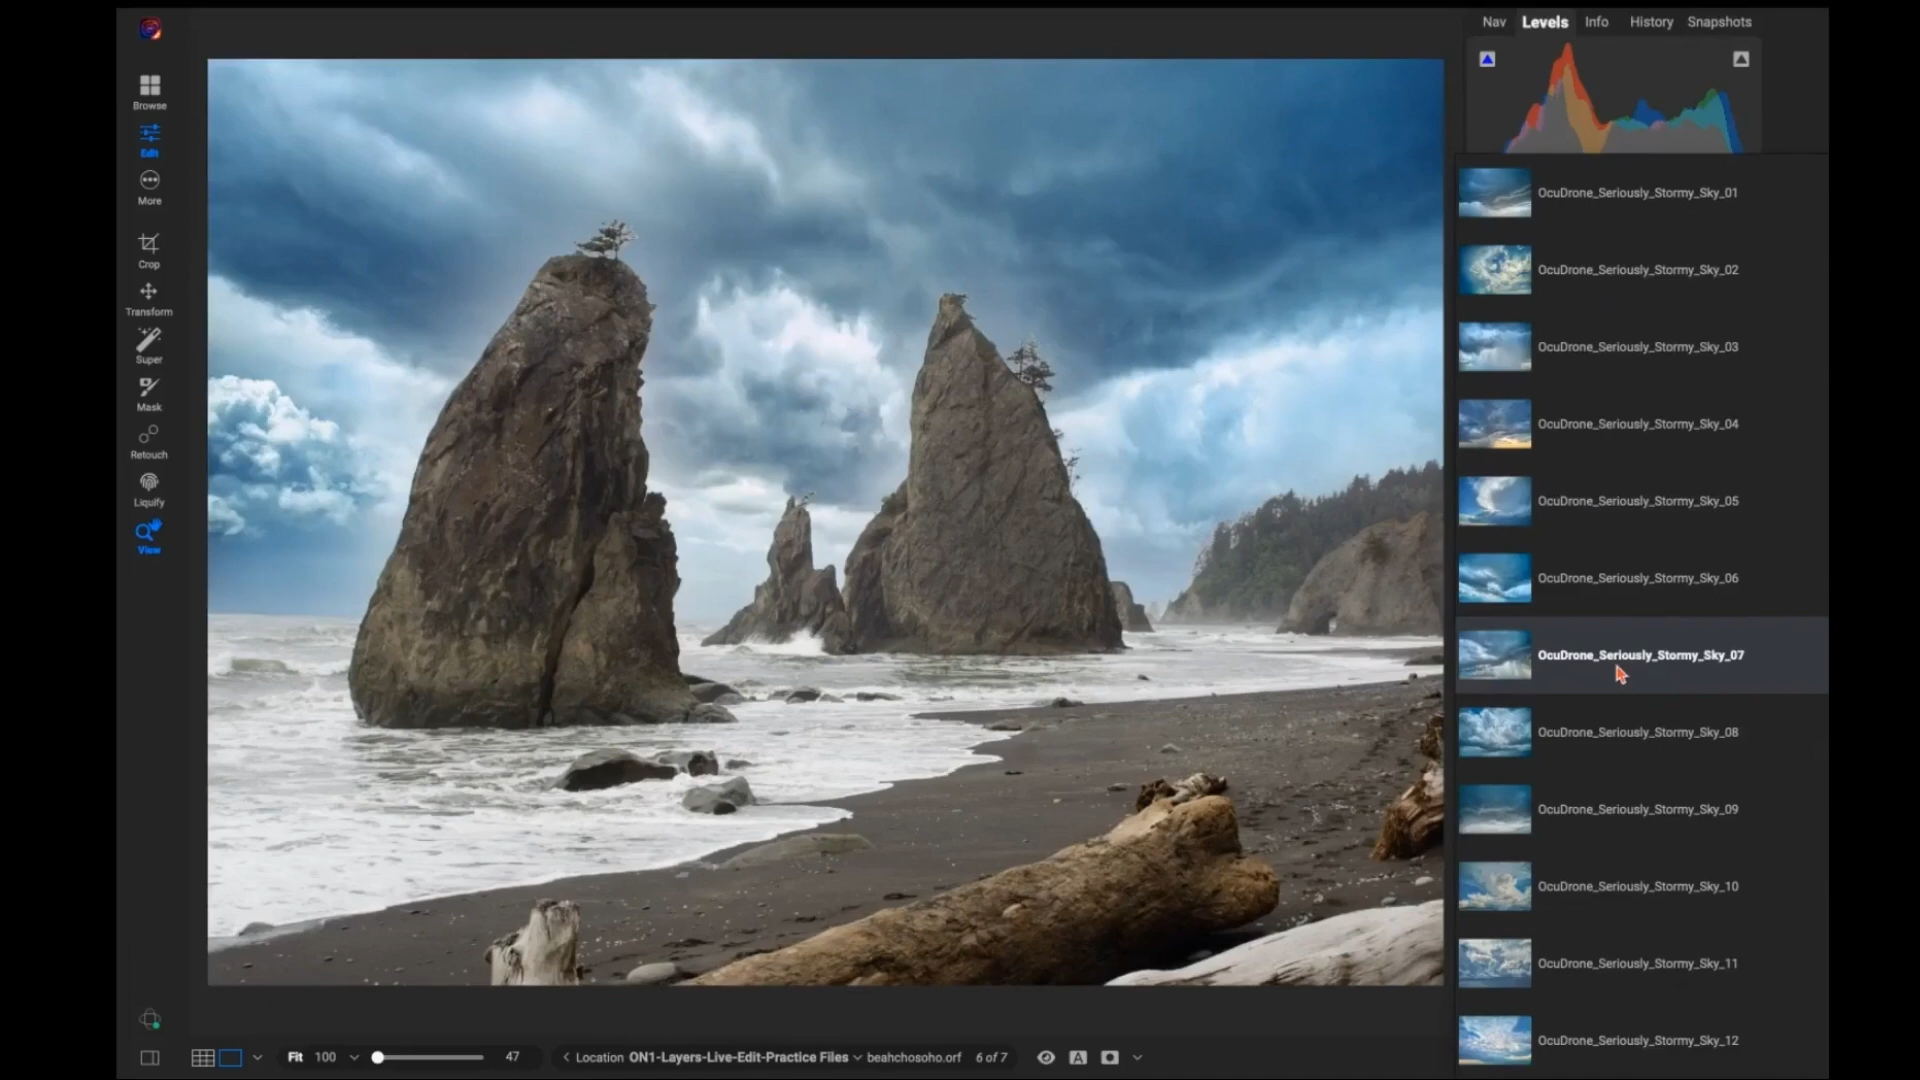 Nav Levels Info History Snapshots
Browse
Edit
More
Crop
Transform
Super
Mask
Retouch
Liquify
View
OcuDrone_Seriously_Stormy_Sky_01
OcuDrone_Seriously_Stormy_Sky_02
OcuDrone_Seriously_Stormy_Sky_03
OcuDrone_Seriously_Stormy_Sky_04
OcuDrone_Seriously_Stormy_Sky_05
OcuDrone_Seriously_Stormy_Sky_06
OcuDrone_Seriously_Stormy_Sky_07
OcuDrone_Seriously_Stormy_Sky_08
OcuDrone_Seriously_Stormy_Sky_09
OcuDrone_Seriously_Stormy_Sky_10
OcuDrone_Seriously_Stormy_Sky_11
OcuDrone_Seriously_Stormy_Sky_12
Fit 100 47 Location ON1-Layers-Live-Edit-Practice Files beahchosoho.orf 6 of 7 A